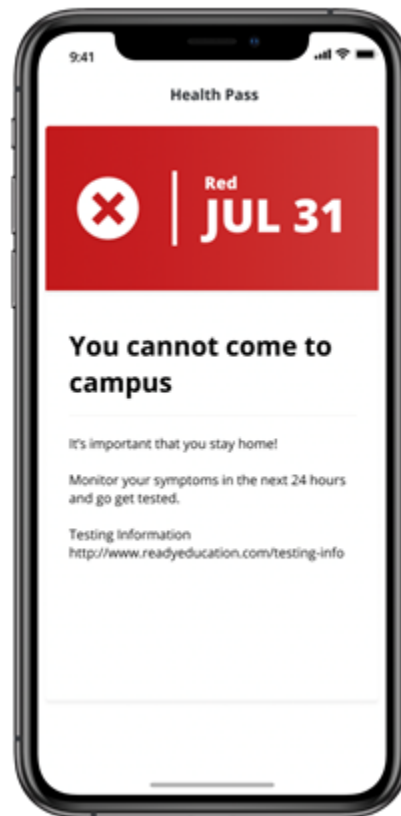 9:41
Health Pass
Red
JUL 31
You cannot come to
campus
It's important that you stay home!
Monitor your symptoms in the next 24 hours
and go get tested.
Testing Information
http://www.readyeducation.com/testing-info